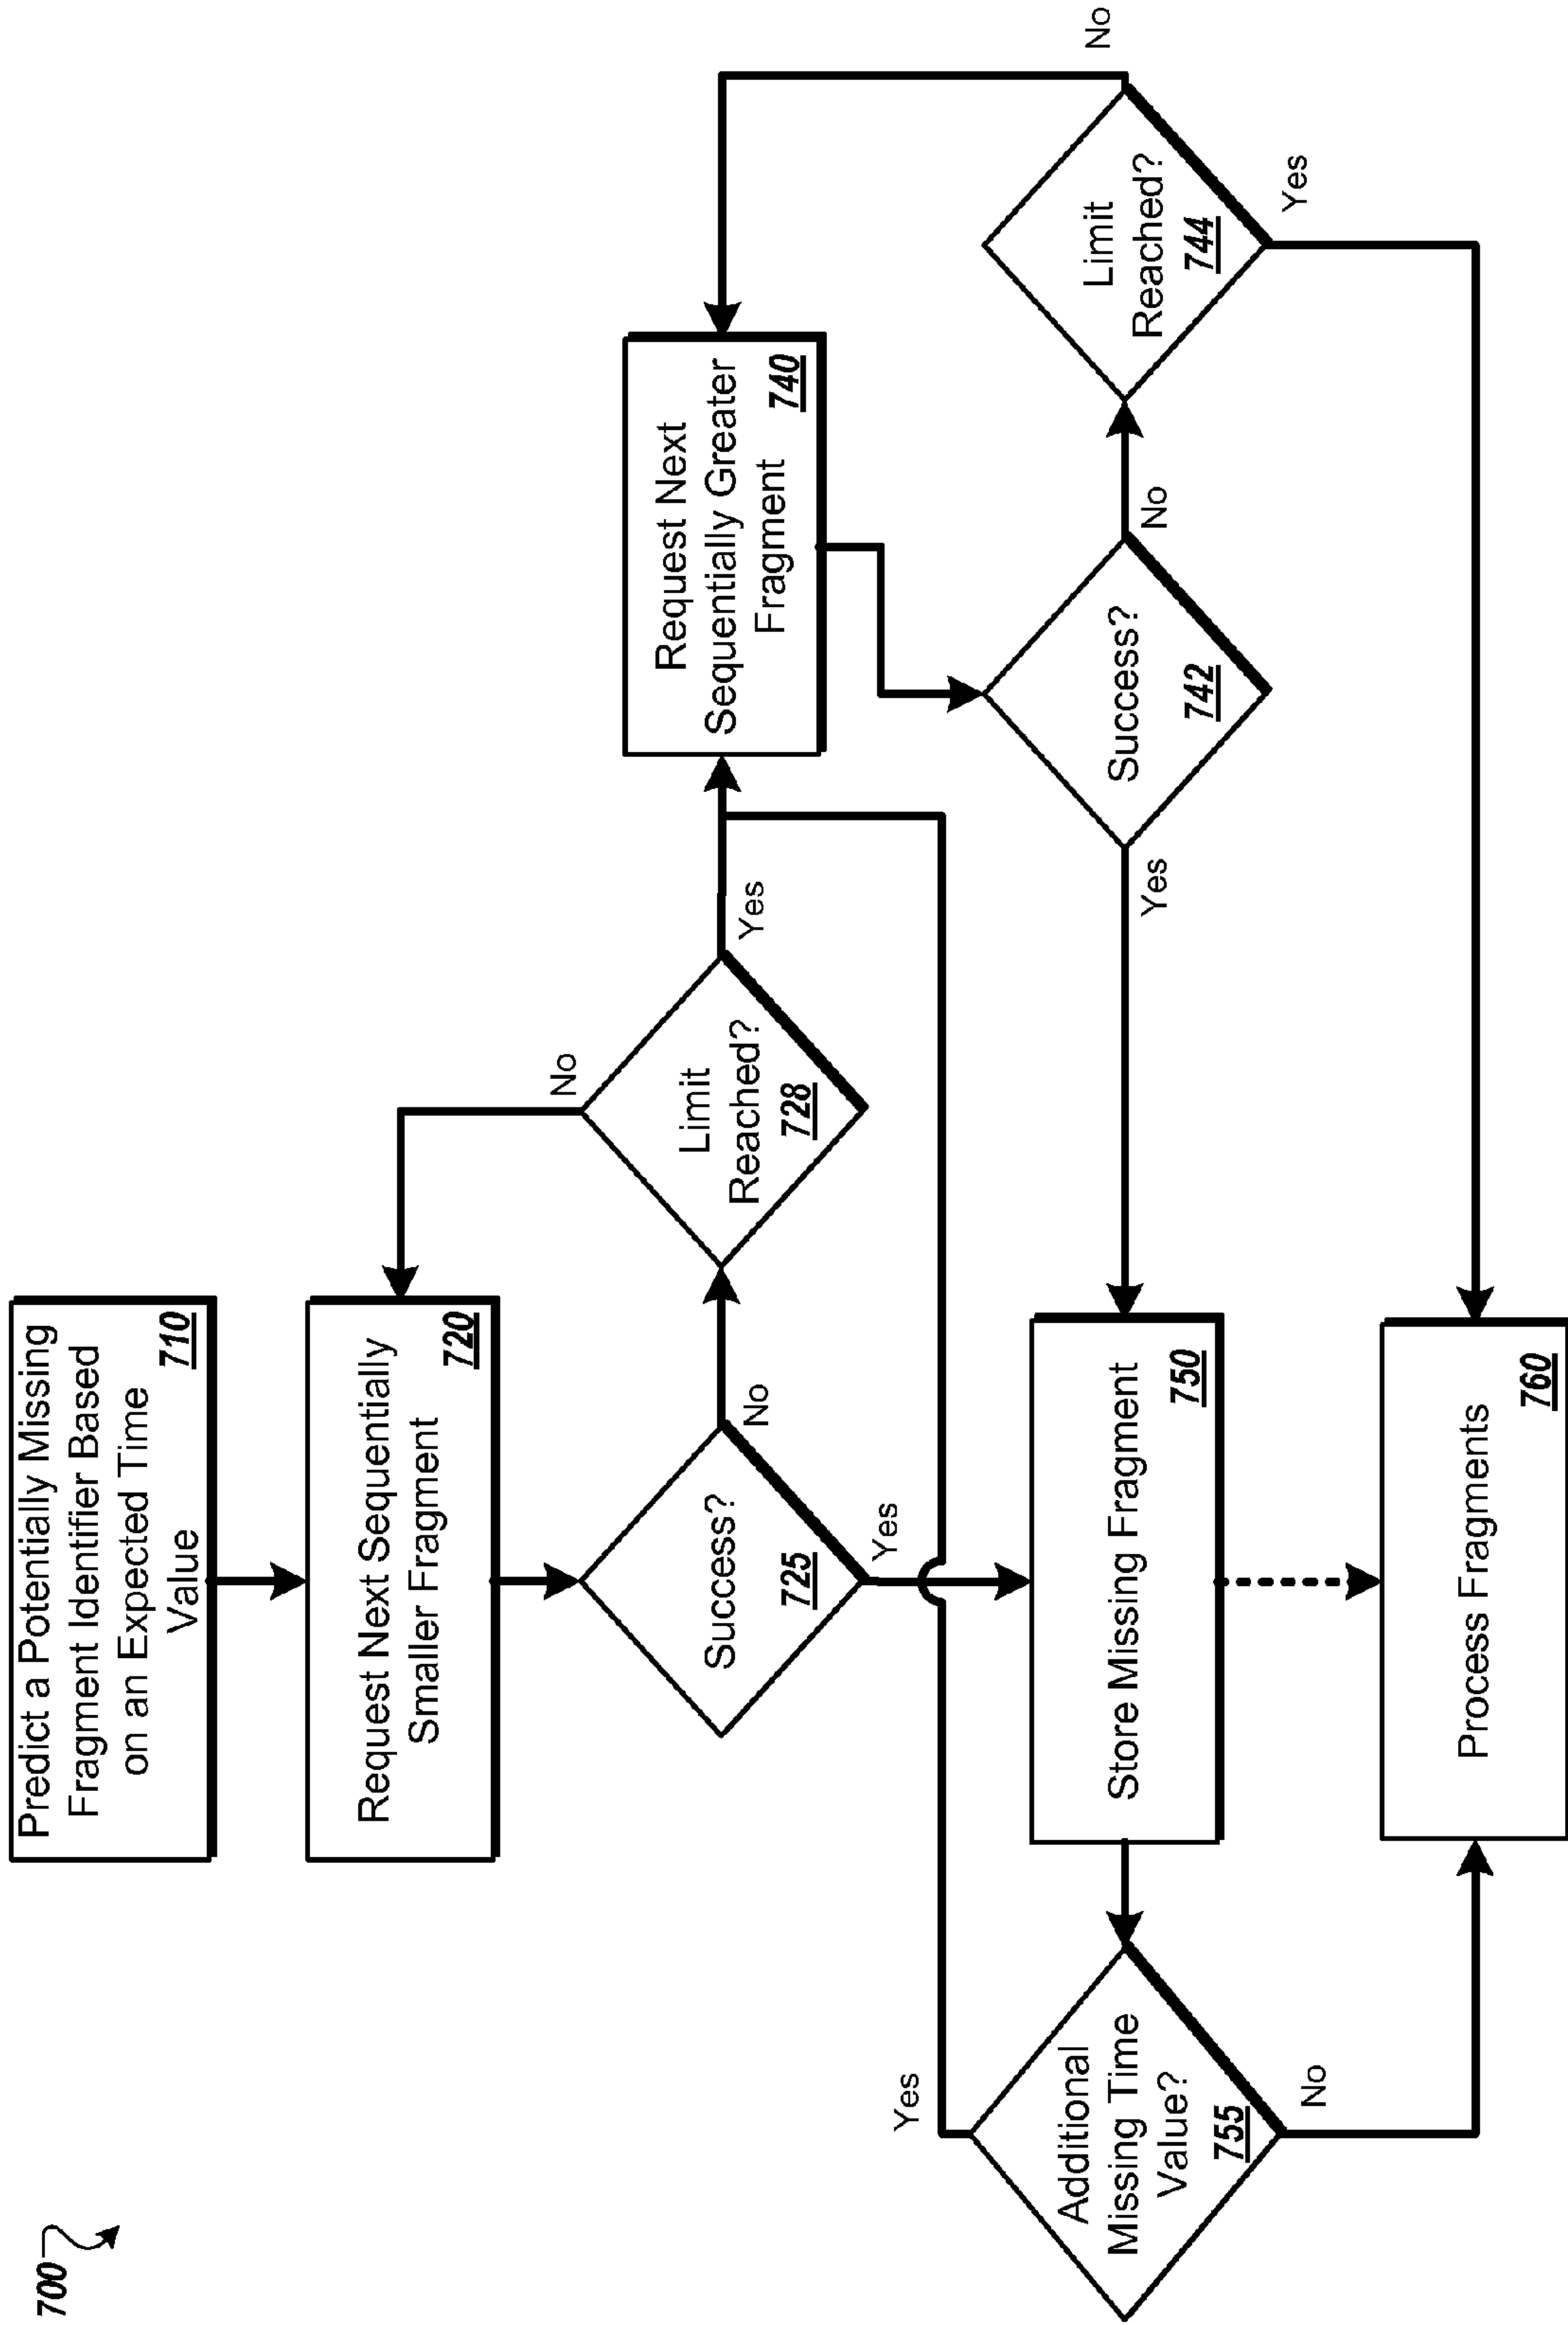 700
Predict a Potentially Missing
Fragment Identifier Based
on an Expected Time
Value
710
Request Next Sequentially
Smaller Fragment
720
Success?
725
No
Yes
Limit
Reached?
728
No
Yes
Request Next
Sequentially Greater
Fragment
740
Success?
742
Yes
No
Limit
Reached?
744
No
Yes
Store Missing Fragment
750
Additional
Missing Time
Value?
755
Yes
No
Process Fragments
760